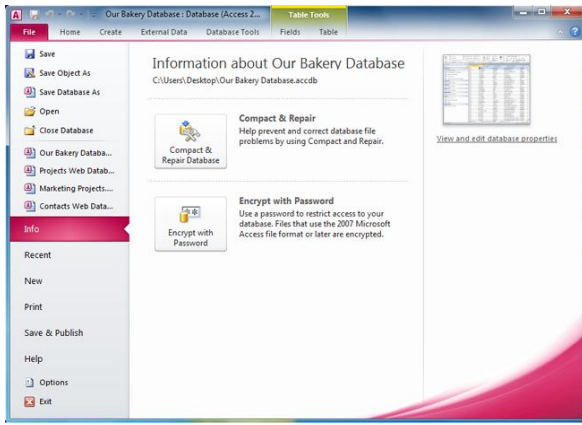 Our Bakery Database : Database (Access 2...
Table Tools
File Home Create External Data Database Tools Fields Table
Save
Save Object As
Save Database As
Open
Close Database
Our Bakery Databa...
Projects Web Datab...
Marketing Projects....
Contacts Web Data...
Info
Recent
New
Print
Save & Publish
Help
Options
Exit
Information about Our Bakery Database
C:\Users\Desktop\Our Bakery Database.accdb
Compact &
Repair Database
Compact & Repair
Help prevent and correct database file
problems by using Compact and Repair.
Encrypt with
Password
Encrypt with Password
Use a password to restrict access to your
database. Files that use the 2007 Microsoft
Access file format or later are encrypted.
View and edit database properties